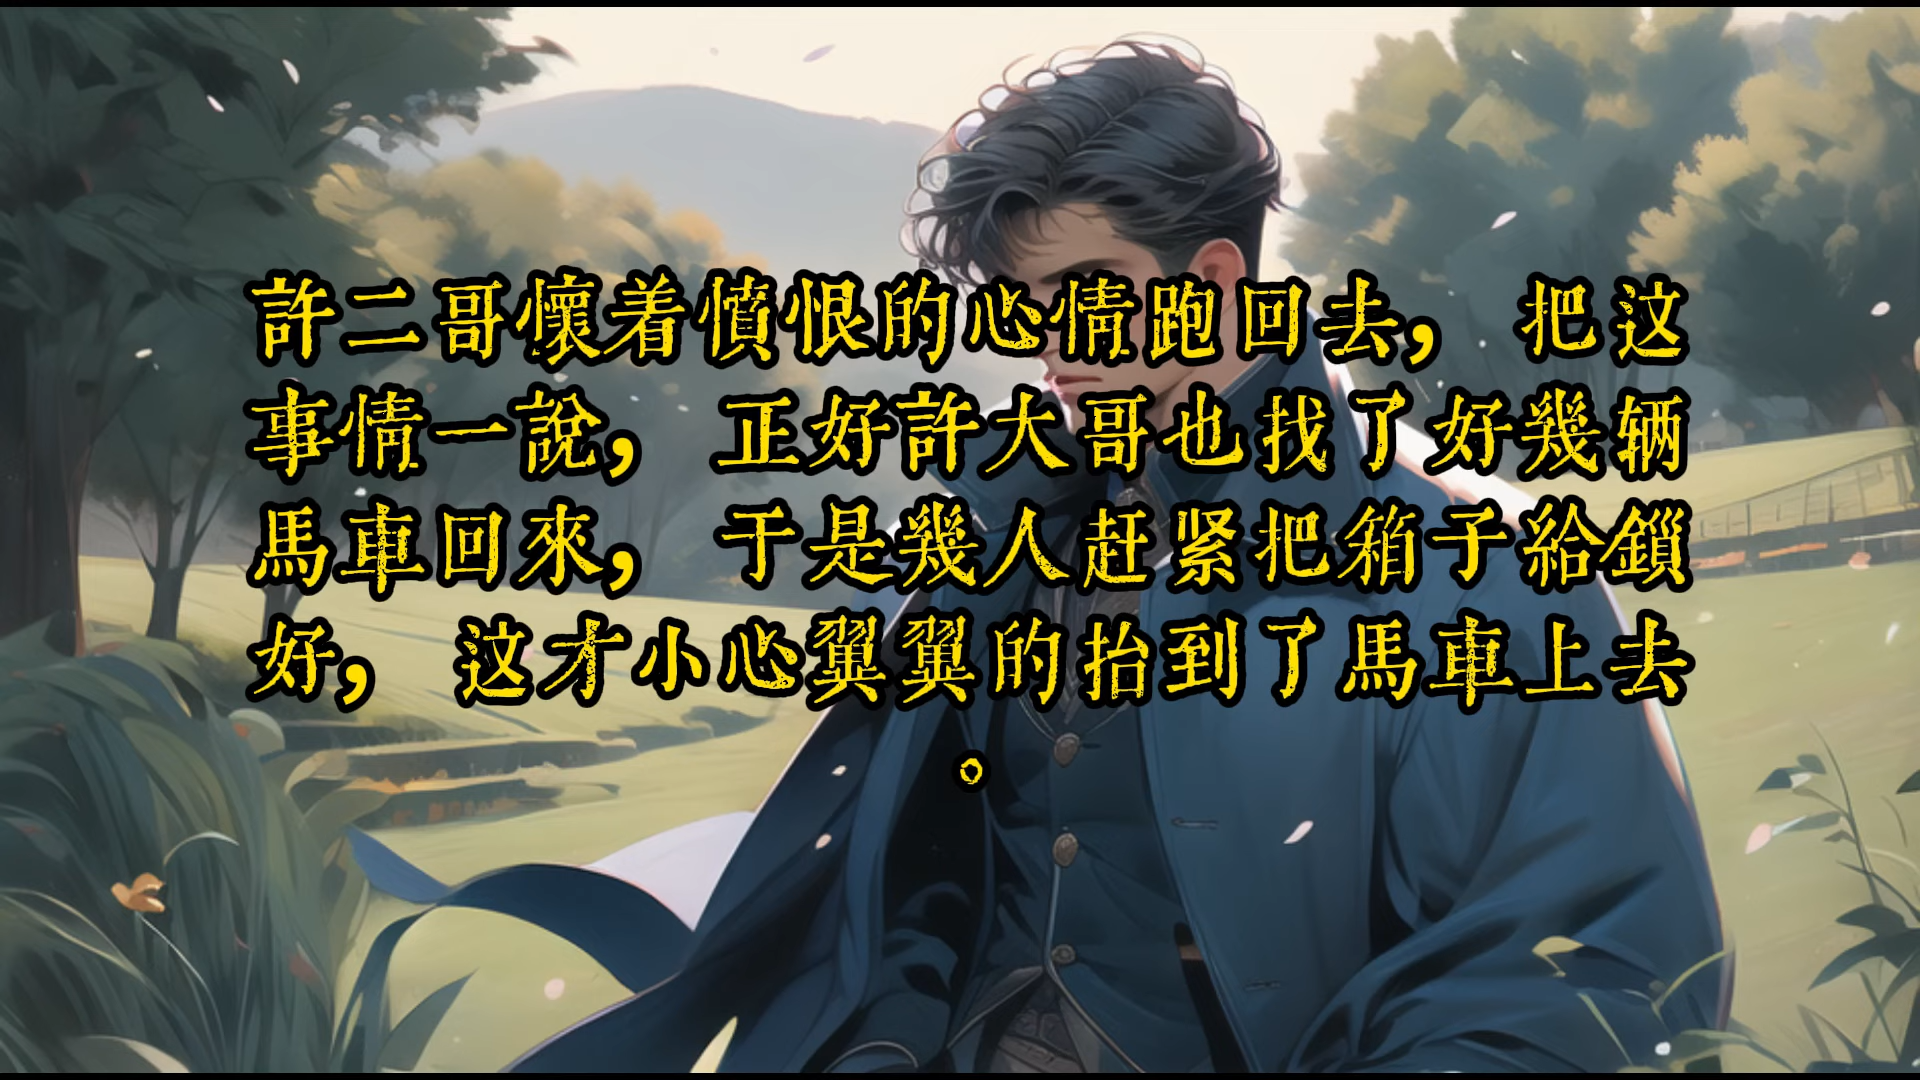 許二哥懷着憤恨的心情跑回去，把这
事情一說，正好許大哥也找了好幾辆
馬車回來，于是幾人赶紧把箱子給鎖
好，这才小心翼翼的抬到了馬車上去
。